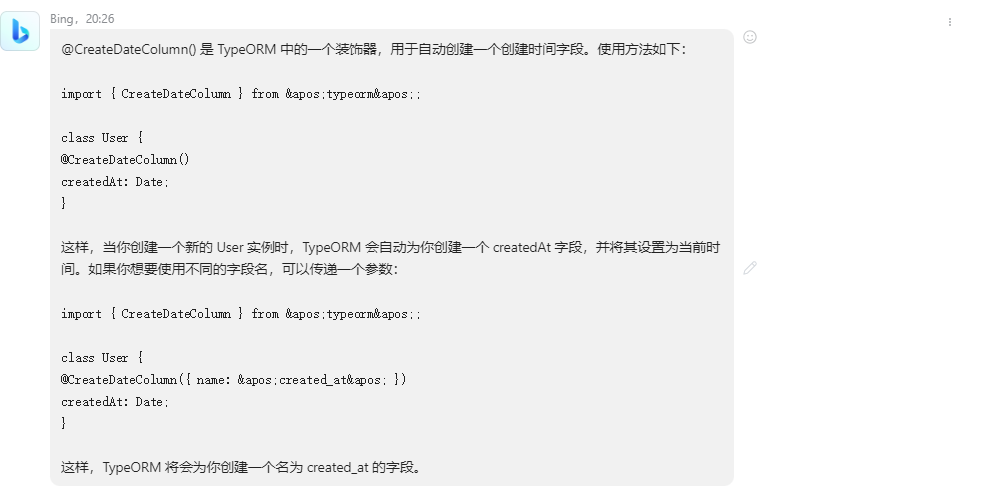 Bing，20:26
@CreateDateColumn() 是 TypeORM 中的一个装饰器，用于自动创建一个创建时间字段。使用方法如下：
import { CreateDateColumn } from &apos;typeorm&apos;;
class User {
@CreateDateColumn()
createdAt: Date;
}
这样，当你创建一个新的 User 实例时，TypeORM 会自动为你创建一个 createdAt 字段，并将其设置为当前时
间。如果你想要使用不同的字段名，可以传递一个参数：
import { CreateDateColumn } from &apos;typeorm&apos;;
class User {
@CreateDateColumn({ name: &apos;created_at&apos; })
createdAt: Date;
}
这样，TypeORM 将会为你创建一个名为 created_at 的字段。